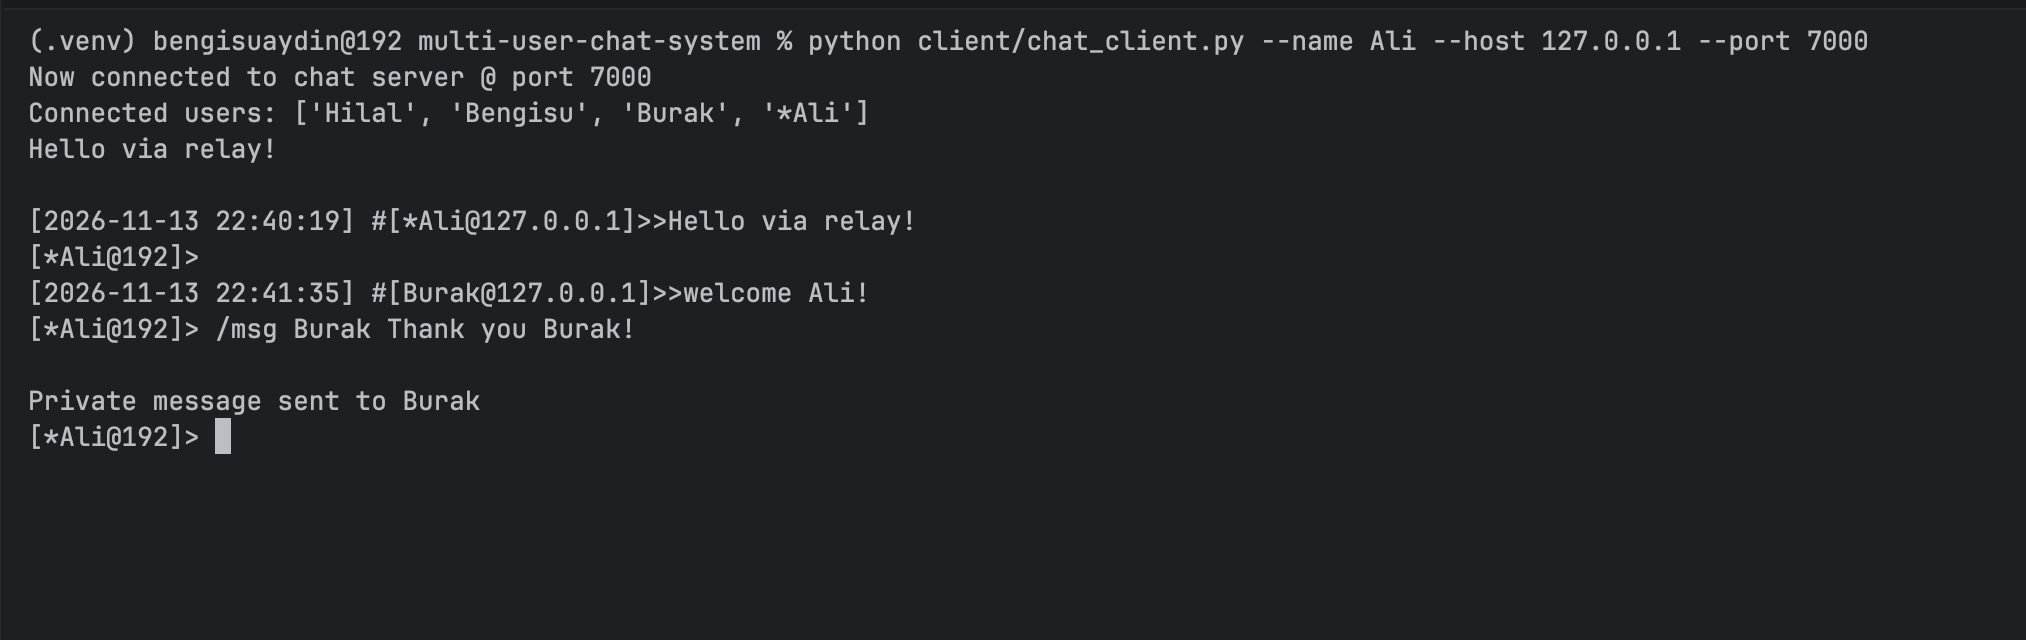 (.venv) bengisuaydin@192 multi-user-chat-system % python client/chat_client.py --name Ali --host 127.0.0.1 --port 7000
Now connected to chat server @ port 7000
Connected users: ['Hilal', 'Bengisu', 'Burak', '*Ali']
Hello via relay!
[2026-11-13 22:40:19] #[*Ali@127.0.0.1]>>Hello via relay!
[*Ali@192]>
[2026-11-13 22:41:35] #[Burak@127.0.0.1]>>welcome Ali!
[*Ali@192]> /msg Burak Thank you Burak!
Private message sent to Burak
[*Ali@192]>